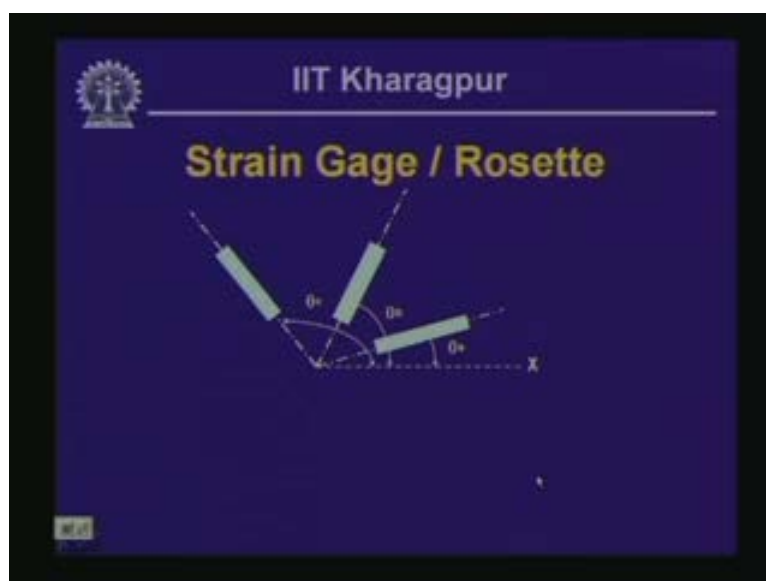 IIT Kharagpur
Strain Gage / Rosette
θ
θ
θ
X